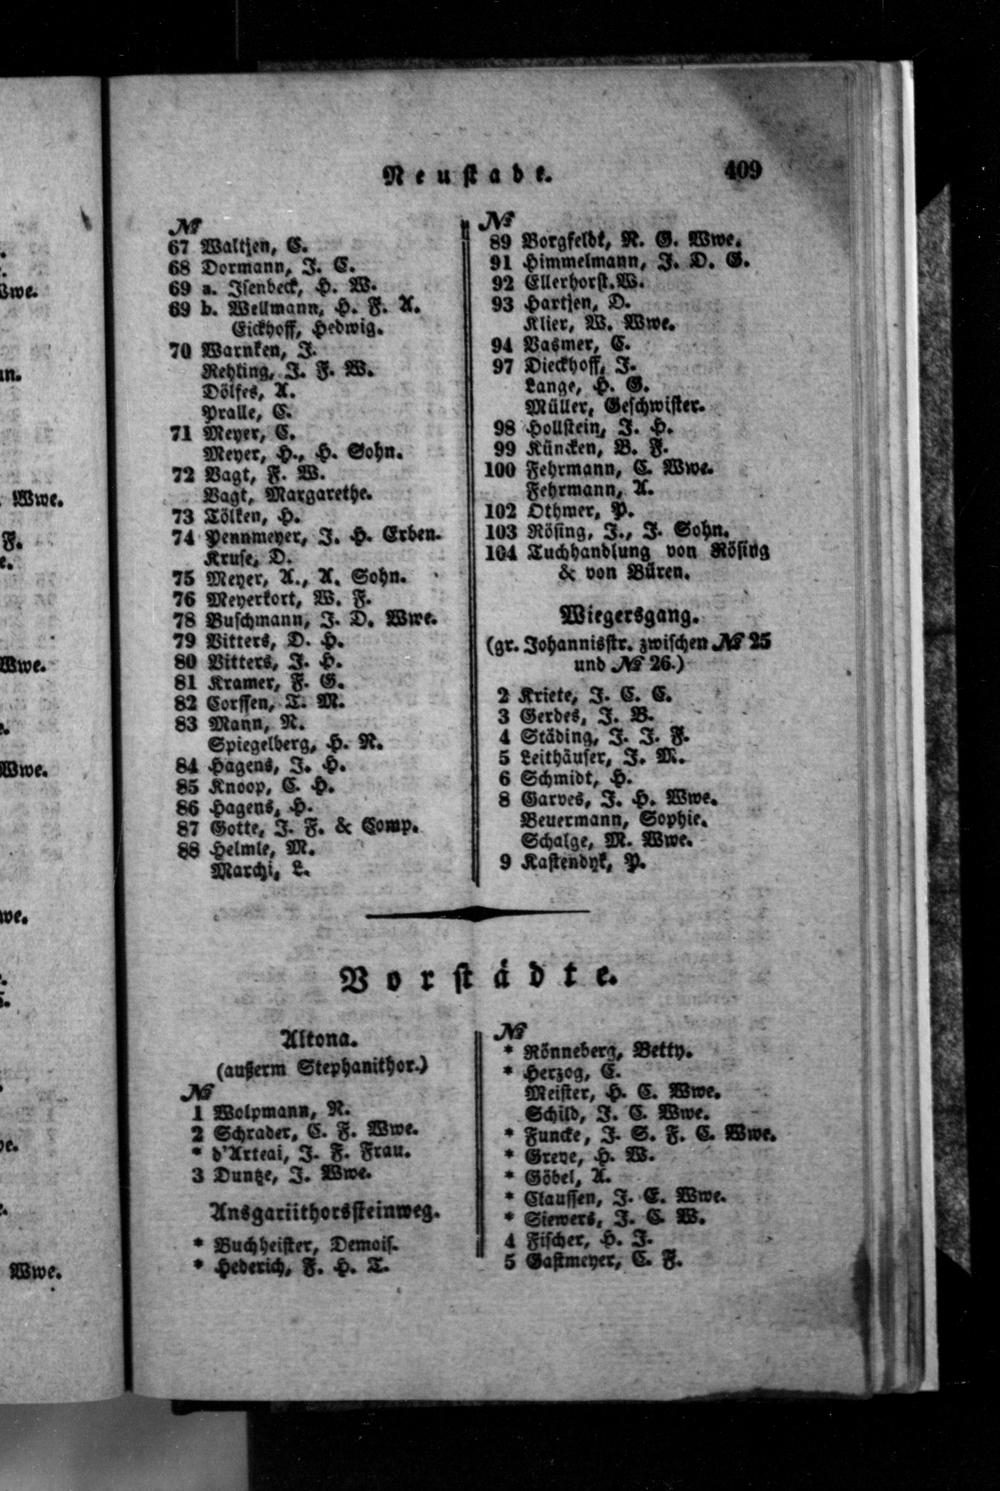 Neustadt.
409
№
67 Waltjen, C.
68 Dormann, J. C.
69 a. Isenbeck, H. W.
69 b. Wellmann, H. F. A.
Eickhoff, Hedwig.
70 Warnken, J.
Rehling, J. F. W.
Dölfes, A.
Pralle, C.
71 Meyer, C.
Meyer, H., H. Sohn.
72 Vagt, F. W.
Vagt, Margarethe.
73 Tölken, H.
74 Pennmeyer, J. H. Erben.
Kruse, D.
75 Meyer, A., A. Sohn.
76 Meyerkort, W. F.
78 Buschmann, J. D. Wwe.
79 Vitters, D. H.
80 Vitters, J. H.
81 Kramer, F. G.
82 Corssen, T. M.
83 Mann, N.
Spiegelberg, H. N.
84 Hagens, J. H.
85 Knoop, C. H.
86 Hagens, H.
87 Gotte, J. F. & Comp.
88 Helmle, M.
Marchi, L.
№
89 Borgfeldt, R. G. Wwe.
91 Himmelmann, J. D. G.
92 Ellerhorst.W.
93 Hartjen, D.
Klier, W. Wwe.
94 Vasmer, C.
97 Dieckhoff, J.
Lange, H. G.
Müller, Geschwister.
98 Hollstein, J. H.
99 Küncken, B. F.
100 Fehrmann, C. Wwe.
Fehrmann, A.
102 Othmer, P.
103 Rösing, J., J. Sohn.
104 Tuchhandlung von Rösing
& von Büren.
Wiegersgang.
(gr. Johannisstr. zwischen № 25
und № 26.)
2 Kriete, J. C. C.
3 Gerdes, J. B.
4 Städing, J. J. F.
5 Leithäuser, J. M.
6 Schmidt, H.
8 Garves, J. H. Wwe.
Beuermann, Sophie.
Schalge, M. Wwe.
9 Kastendyk, P.
Vorstädte.
Altona.
(außerm Stephanithor.)
№
1 Wolpmann, N.
2 Schrader, C. F. Wwe.
* d'Arteai, J. F. Frau.
3 Duntze, J. Wwe.
Ansgariithorssteinweg.
* Buchheister, Demois.
* Hederich, F. H. T.
№
* Rönneberg, Betty.
* Herzog, C.
Meister, H. C. Wwe.
Schild, J. C. Wwe.
* Funcke, J. S. F. C. Wwe.
* Greve, H. W.
* Göbel, A.
* Claussen, J. C. Wwe.
* Siewers, J. C. W.
4 Fischer, H. J.
5 Gastmeyer, C. F.